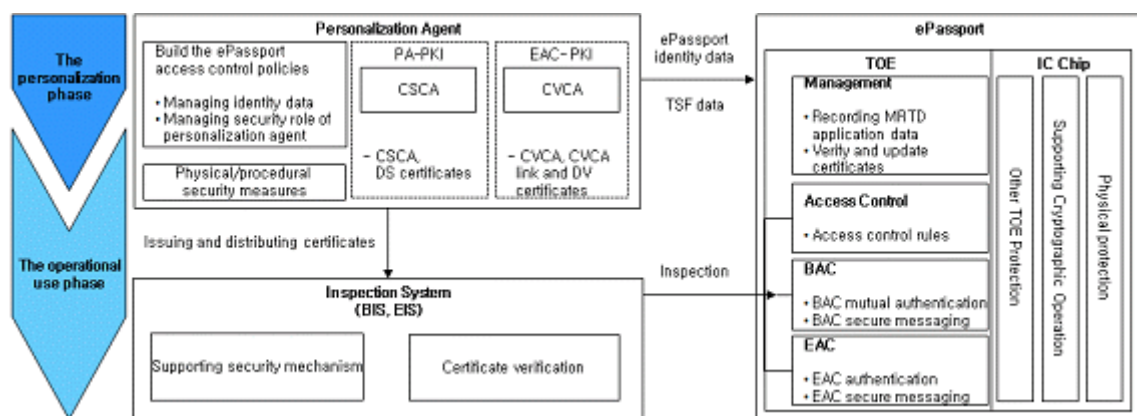 The
personalization
phase
The operational
use phase
Personalization Agent
Build the ePassport
access control policies
• Managing identity data
• Managing security role of
personalization agent
Physical/procedural
security measures
PA-PKI
CSCA
- CSCA,
DS certificates
EAC-PKI
CVCA
- CVCA, CVCA
link and DV
certificates
ePassport
identity data
TSF data
Issuing and distributing certificates
Inspection System
(BIS, EIS)
Supporting security mechanism
Certificate verification
Inspection
ePassport
TOE
Management
• Recording MRTD
application data
• Verify and update
certificates
Access Control
• Access control rules
BAC
• BAC mutual authentication
• BAC secure messaging
EAC
• EAC authentication
• EAC secure messaging
IC Chip
Other TOE Protection
Supporting Cryptographic Operation
Physical protection